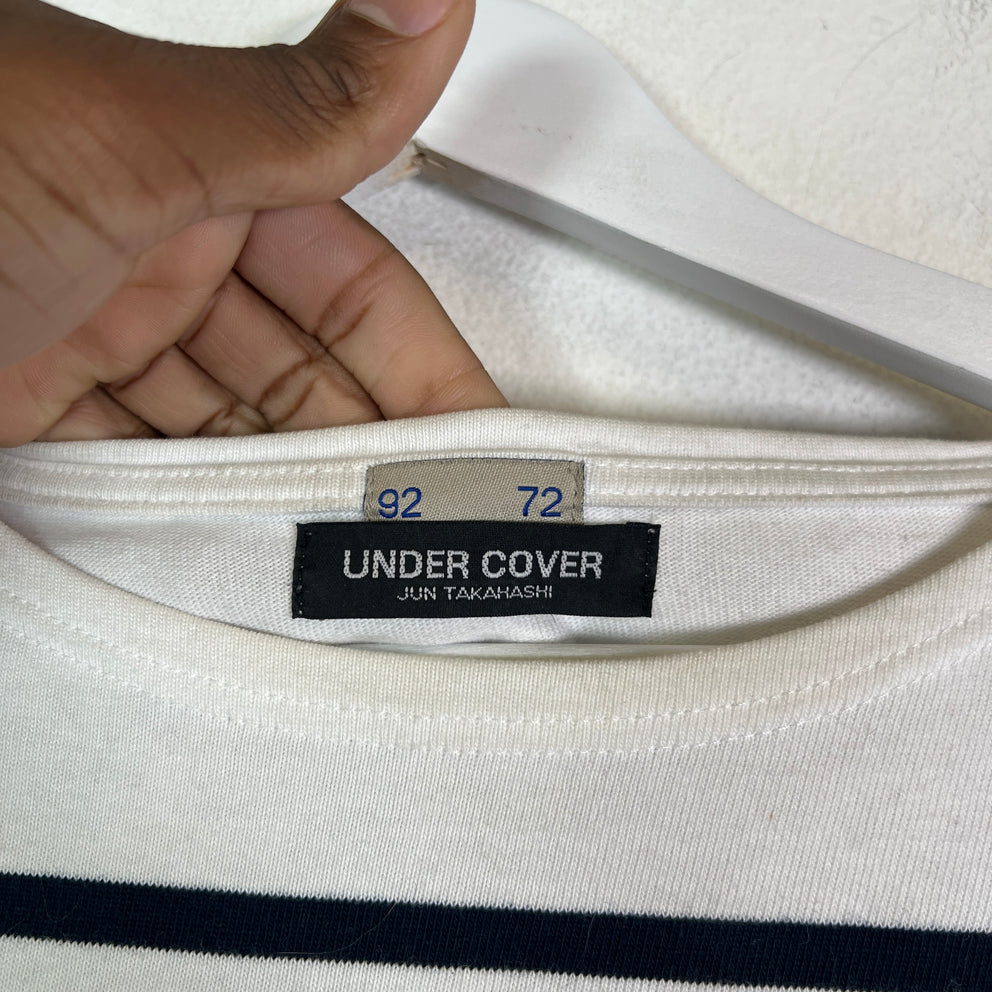 92 72
UNDER COVER
JUN TAKAHASHI